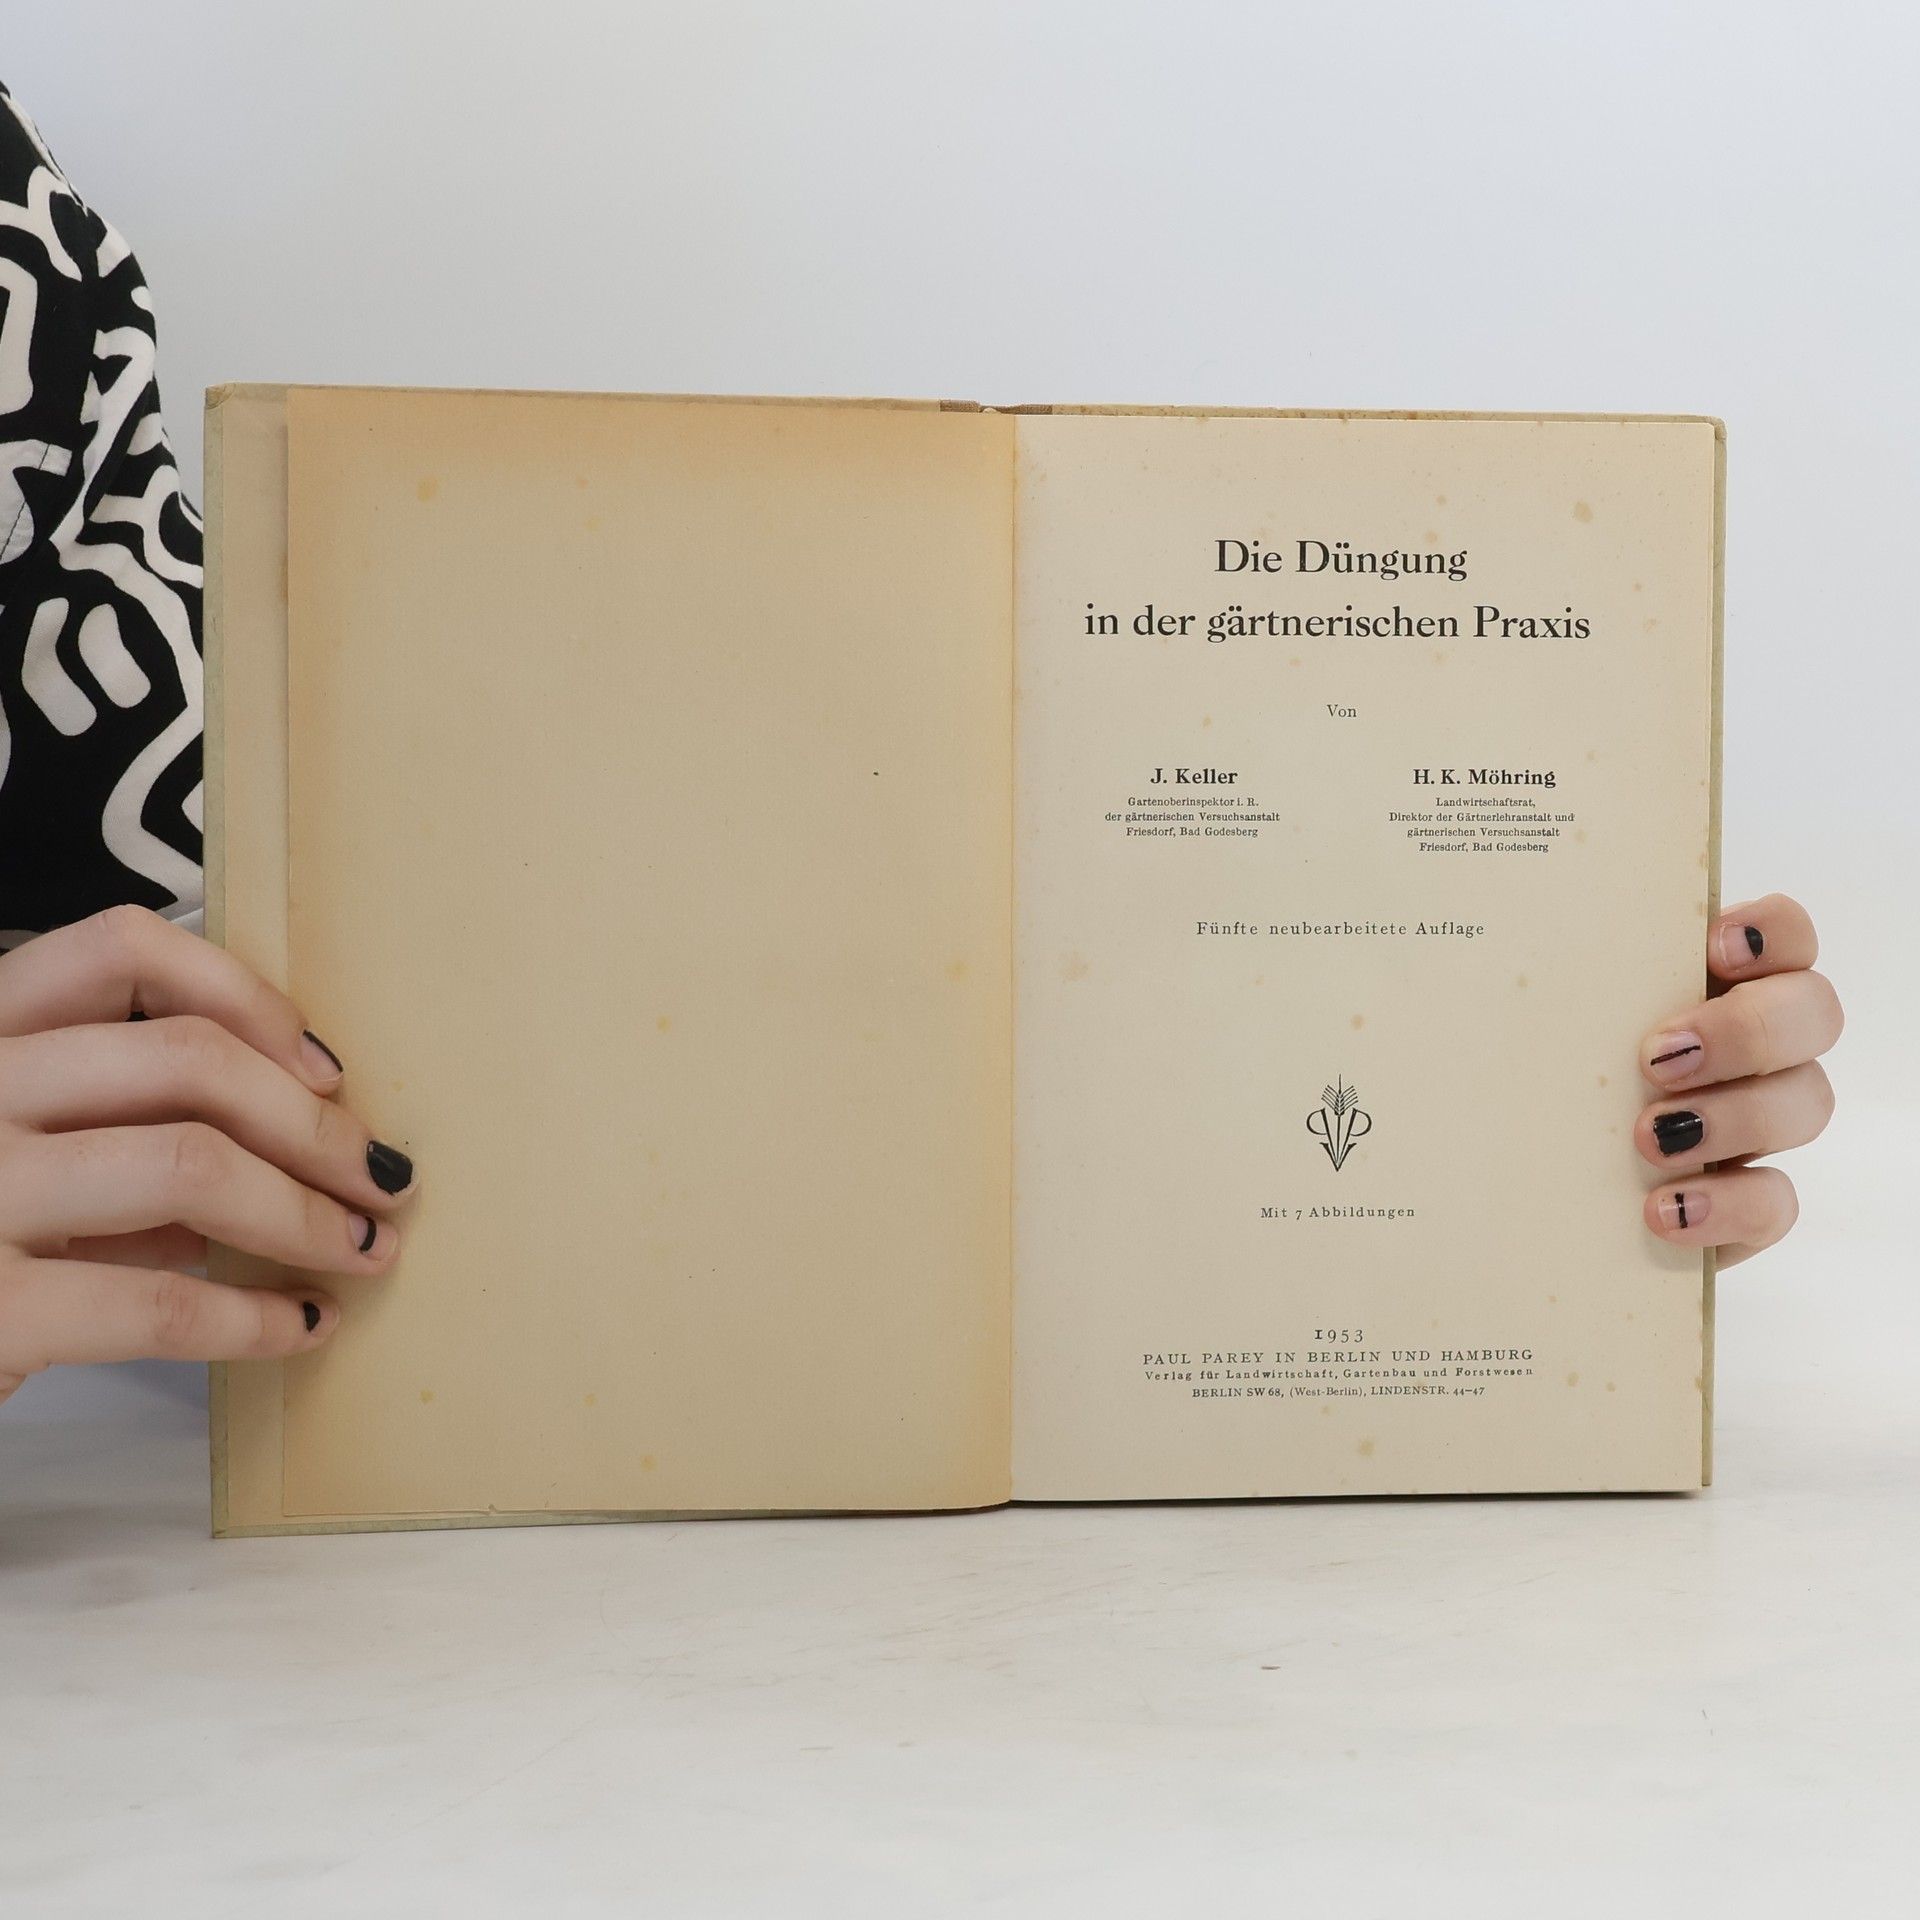 Die Düngung
in der gärtnerischen Praxis
Von
J. Keller
Gartenoberinspektor i. R.
der gärtnerischen Versuchsanstalt
Friesdorf, Bad Godesberg
H. K. Möhring
Landwirtschaftsrat,
Direktor der Gärtnerlehranstalt und
gärtnerischen Versuchsanstalt
Friesdorf, Bad Godesberg
Fünfte neubearbeitete Auflage
Mit 7 Abbildungen
1953
PAUL PAREY IN BERLIN UND HAMBURG
Verlag für Landwirtschaft, Gartenbau und Forstwesen
BERLIN SW 68, (West-Berlin), LINDENSTR. 44–47